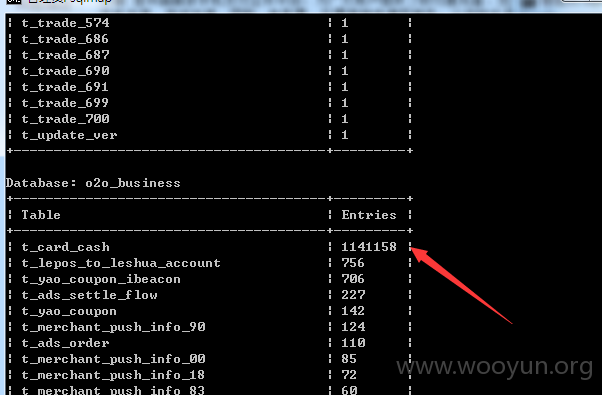 sqlmap
| t_trade_574 | 1 |
| t_trade_686 | 1 |
| t_trade_687 | 1 |
| t_trade_690 | 1 |
| t_trade_691 | 1 |
| t_trade_699 | 1 |
| t_trade_700 | 1 |
| t_update_ver | 1 |
Database: o2o_business
| Table | Entries |
| t_card_cash | 1141158 |
| t_lepos_to_leshua_account | 756 |
| t_yao_coupon_ibeacon | 706 |
| t_ads_settle_flow | 227 |
| t_yao_coupon | 142 |
| t_merchant_push_info_90 | 124 |
| t_ads_order | 110 |
| t_merchant_push_info_00 | 85 |
| t_merchant_push_info_18 | 72 |
| t_merchant_push_info_83 | 60 |
www.wooyun.org